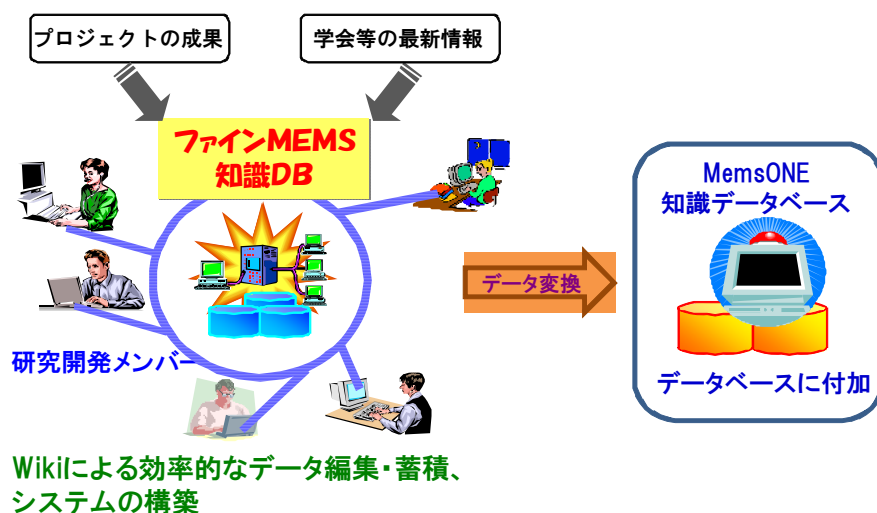 プロジェクトの成果
学会等の最新情報
ファインMEMS
知識DB
MemsONE
知識データベース
データ変換
研究開発メンバー
データベースに付加
Wikiによる効率的なデータ編集・蓄積、
システムの構築